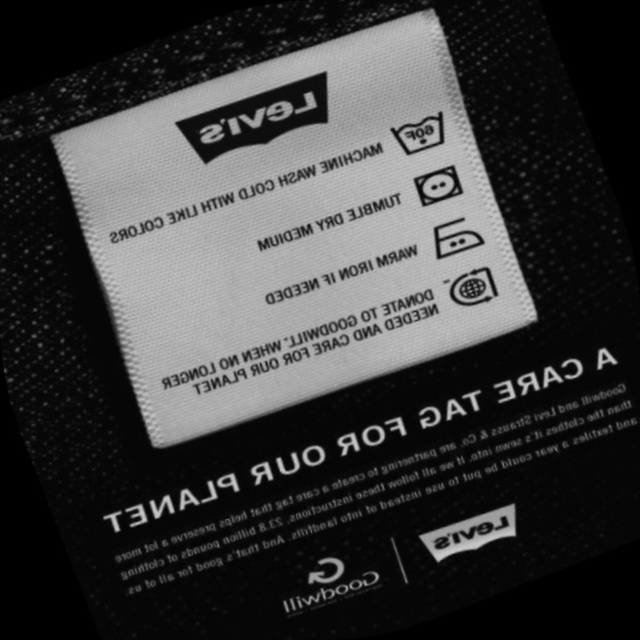 Levi's
60F
MACHINE WASH COLD WITH LIKE COLORS
TUMBLE DRY MEDIUM
WARM IRON IF NEEDED
DONATE TO GOODWILL™ WHEN NO LONGER
NEEDED AND CARE FOR OUR PLANET
A CARE TAG FOR OUR PLANET
Goodwill and Levi Strauss & Co. are partnering to create a care tag that helps preserve a lot more
than the clothes it's sewn into. If we all follow these instructions, 23.8 billion pounds of clothing
and textiles a year could be put to use instead of into landfills. And that's good for all of us.
Levi's
Goodwill